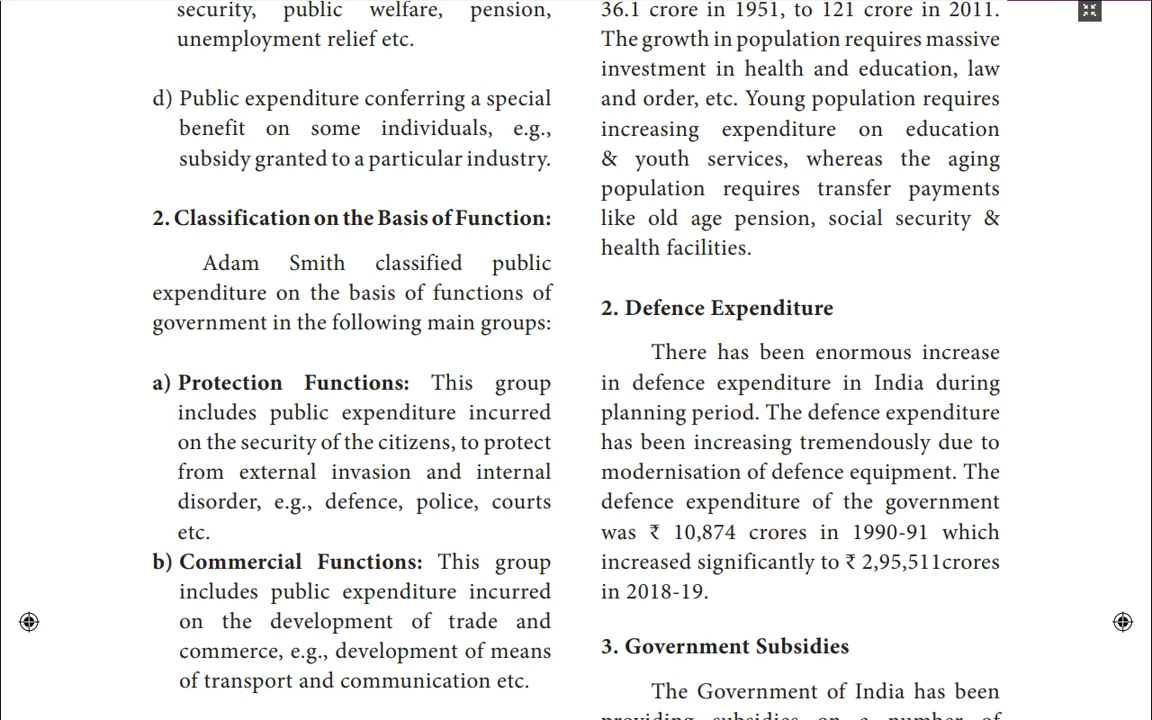 security, public welfare, pension,
unemployment relief etc.
d) Public expenditure conferring a special
benefit on some individuals, e.g.,
subsidy granted to a particular industry.
2. Classification on the Basis of Function:
Adam Smith classified public
expenditure on the basis of functions of
government in the following main groups:
a) Protection Functions: This group
includes public expenditure incurred
on the security of the citizens, to protect
from external invasion and internal
disorder, e.g., defence, police, courts
etc.
b) Commercial Functions: This group
includes public expenditure incurred
on the development of trade and
commerce, e.g., development of means
of transport and communication etc.
36.1 crore in 1951, to 121 crore in 2011.
The growth in population requires massive
investment in health and education, law
and order, etc. Young population requires
increasing expenditure on education
& youth services, whereas the aging
population requires transfer payments
like old age pension, social security &
health facilities.
2. Defence Expenditure
There has been enormous increase
in defence expenditure in India during
planning period. The defence expenditure
has been increasing tremendously due to
modernisation of defence equipment. The
defence expenditure of the government
was ₹ 10,874 crores in 1990-91 which
increased significantly to ₹ 2,95,511crores
in 2018-19.
3. Government Subsidies
The Government of India has been
providing subsidies on a number of